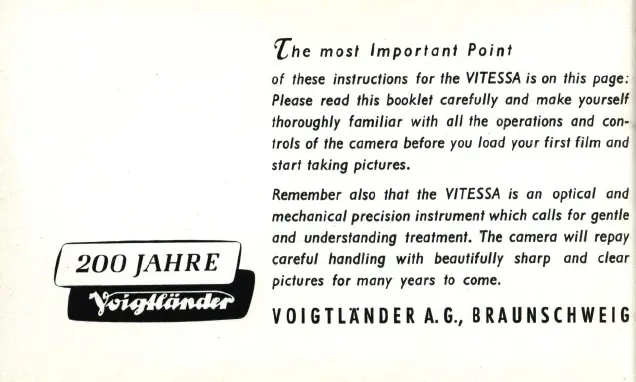 The most Important Point
of these instructions for the VITESSA is on this page:
Please read this booklet carefully and make yourself
thoroughly familiar with all the operations and con-
trols of the camera before you load your first film and
start taking pictures.
Remember also that the VITESSA is an optical and
mechanical precision instrument which calls for gentle
and understanding treatment. The camera will repay
careful handling with beautifully sharp and clear
pictures for many years to come.
VOIGTLÄNDER A.G., BRAUNSCHWEIG
200 JAHRE
Voigtländer